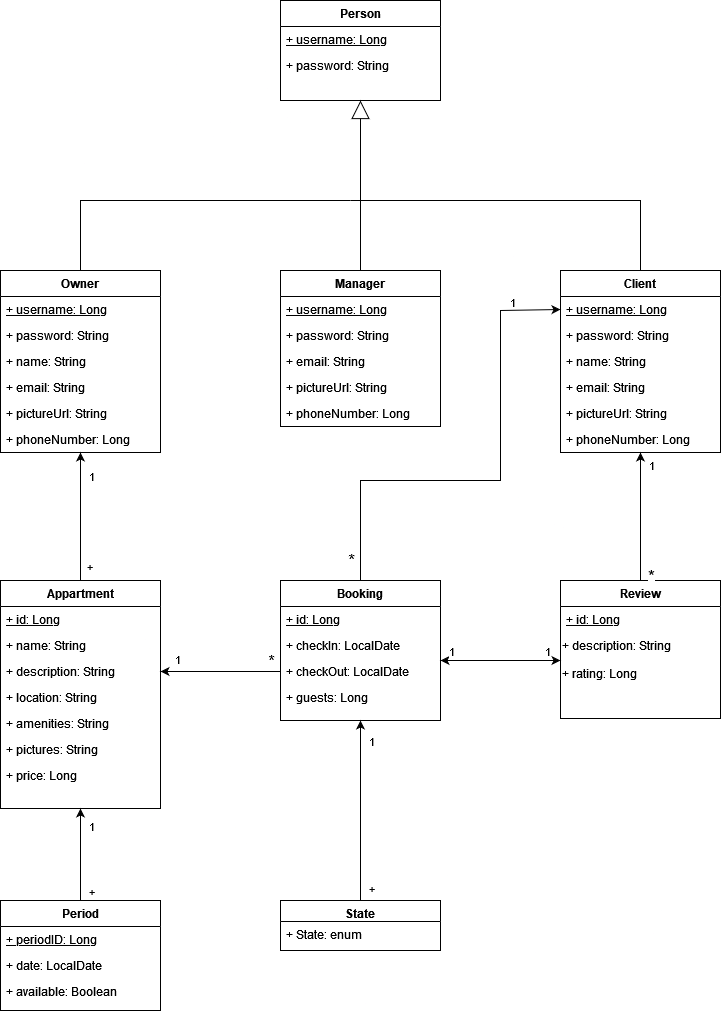 Person
+ username: Long
+ password: String
Owner
+ username: Long
+ password: String
+ name: String
+ email: String
+ pictureUrl: String
+ phoneNumber: Long
Manager
+ username: Long
+ password: String
+ email: String
+ pictureUrl: String
+ phoneNumber: Long
Client
+ username: Long
+ password: String
+ name: String
+ email: String
+ pictureUrl: String
+ phoneNumber: Long
1
1
+
*
1
*
Appartment
+ id: Long
+ name: String
+ description: String
+ location: String
+ amenities: String
+ pictures: String
+ price: Long
1
*
Booking
+ id: Long
+ checkIn: LocalDate
+ checkOut: LocalDate
+ guests: Long
1
1
Review
+ id: Long
+ description: String
+ rating: Long
1
+
1
+
Period
+ periodID: Long
+ date: LocalDate
+ available: Boolean
State
+ State: enum